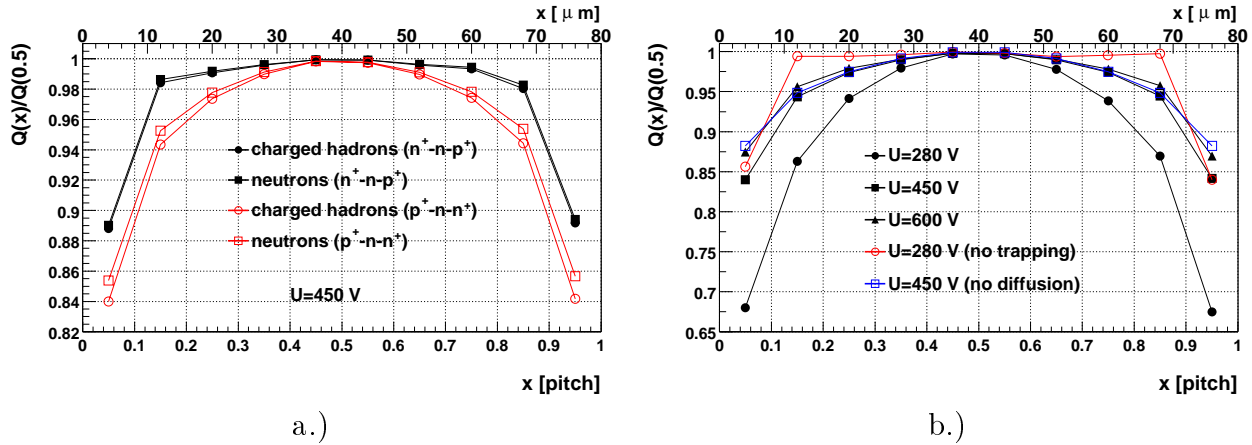 x [ μ m]
0 10 20 30 40 50 60 70 80
Q(x)/Q(0.5)
1
0.98
0.96
0.94
0.92
0.9
0.88
0.86
0.84
0.82
charged hadrons (n+-n-p+)
neutrons (n+-n-p+)
charged hadrons (p+-n-n+)
neutrons (p+-n-n+)
U=450 V
0 0.1 0.2 0.3 0.4 0.5 0.6 0.7 0.8 0.9 1
x [pitch]
a.)
x [ μ m]
0 10 20 30 40 50 60 70 80
Q(x)/Q(0.5)
1
0.95
0.9
0.85
0.8
0.75
0.7
0.65
U=280 V
U=450 V
U=600 V
U=280 V (no trapping)
U=450 V (no diffusion)
0 0.1 0.2 0.3 0.4 0.5 0.6 0.7 0.8 0.9 1
x [pitch]
b.)